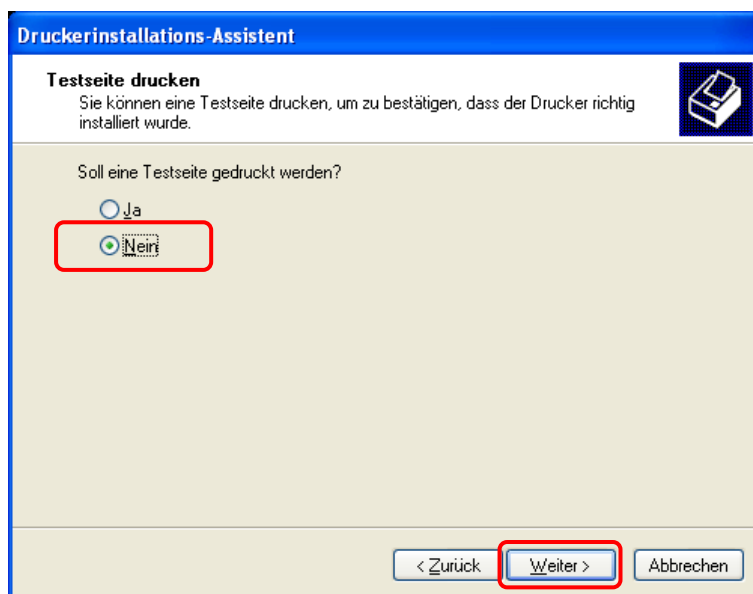 Druckerinstallations-Assistent
Testseite drucken
Sie können eine Testseite drucken, um zu bestätigen, dass der Drucker richtig
installiert wurde.
Soll eine Testseite gedruckt werden?
Ja
Nein
< Zurück Weiter > Abbrechen